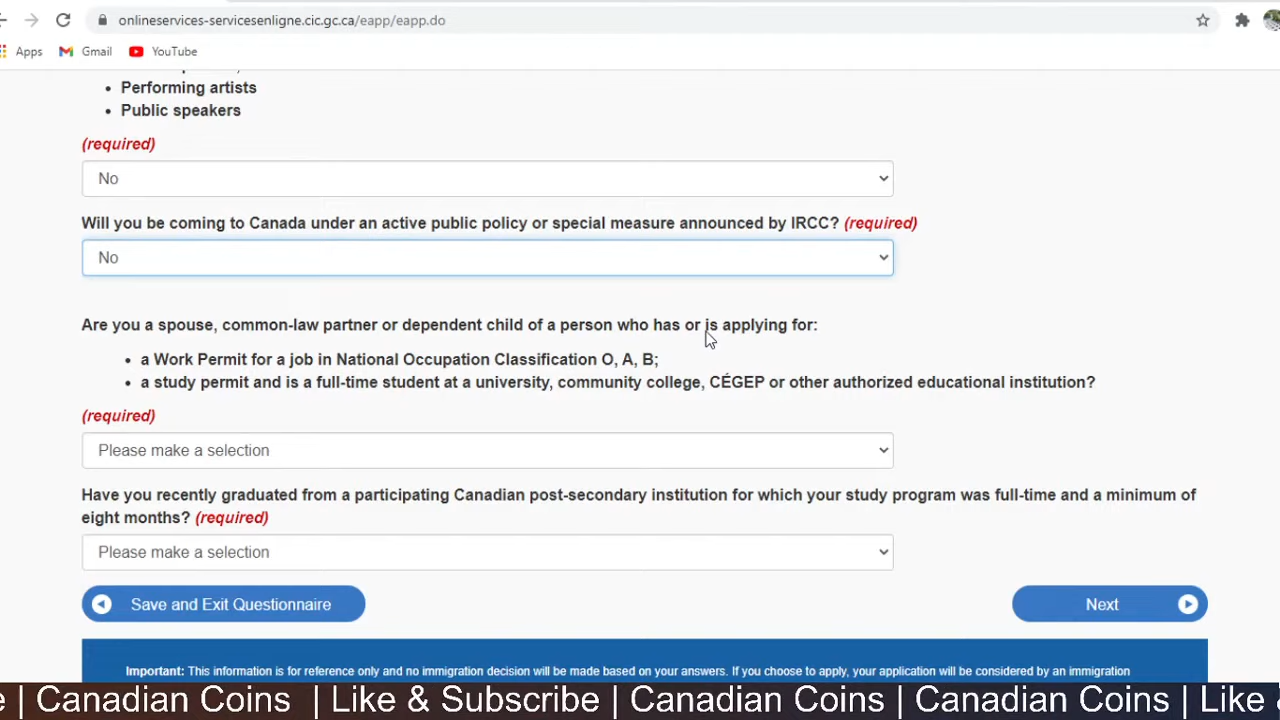 onlineservices-servicesenligne.cic.gc.ca/eapp/eapp.do
Apps Gmail YouTube
• Performing artists
• Public speakers
(required)
No
Will you be coming to Canada under an active public policy or special measure announced by IRCC? (required)
No
Are you a spouse, common-law partner or dependent child of a person who has or is applying for:
• a Work Permit for a job in National Occupation Classification O, A, B;
• a study permit and is a full-time student at a university, community college, CÉGEP or other authorized educational institution?
(required)
Please make a selection
Have you recently graduated from a participating Canadian post-secondary institution for which your study program was full-time and a minimum of
eight months? (required)
Please make a selection
Save and Exit Questionnaire Next
Important: This information is for reference only and no immigration decision will be made based on your answers. If you choose to apply, your application will be considered by an immigration
e | Canadian Coins | Like & Subscribe | Canadian Coins | Canadian Coins | Like